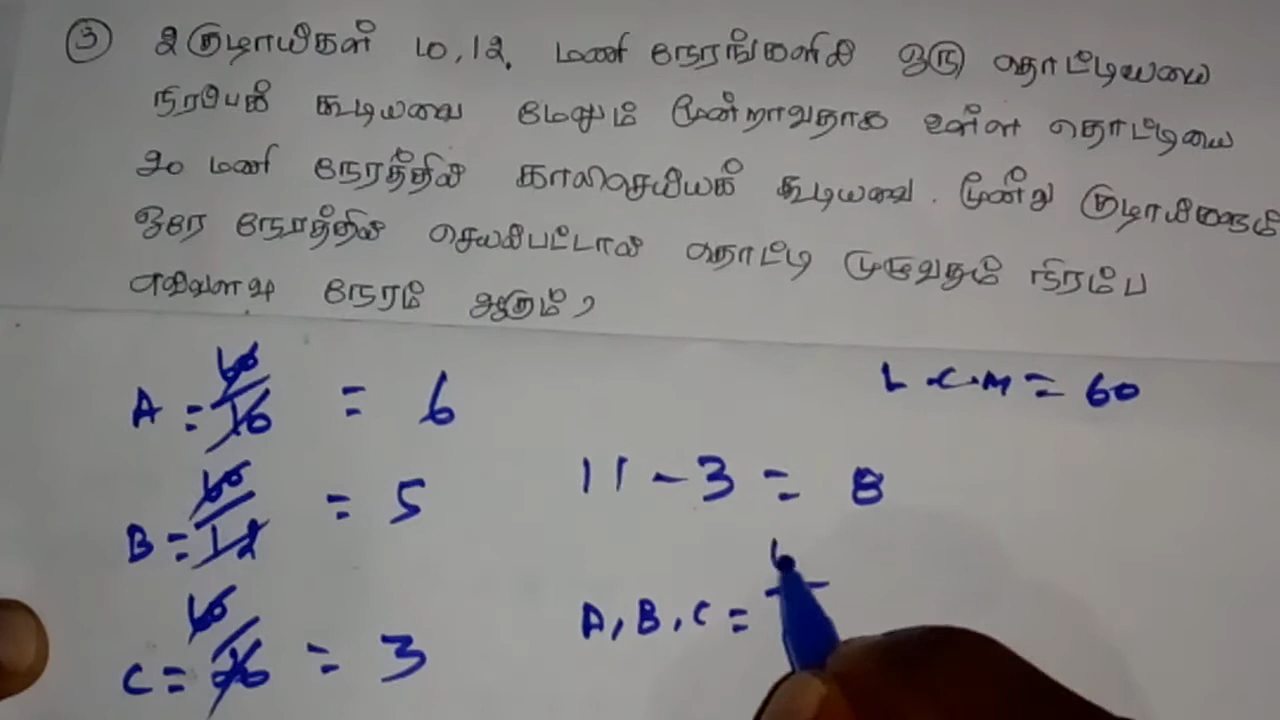 ③ 2 குழாயிகள் 10, 12. மணி நேரங்களில் ஒரு தொட்டியயை
நிரப்பக் கூடியவை மேலும் மூன்றாவதாக உள்ள தொட்டியை
20 மணி நேரத்தில் காலிசெய்யக் கூடியவை. மூன்று குழாயினையும்
ஒரே நேரத்தில் செயல்பட்டால் தொட்டி முழுவதும் நிரம்ப
எவ்வளவு நேரம் ஆகும்?
L.C.M = 60
A = 60/10 = 6
11 - 3 = 8
B = 60/12 = 5
A, B, C =
C = 60/20 = 3